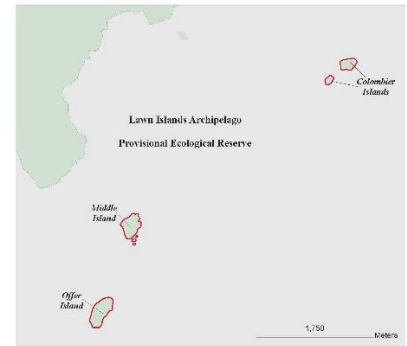 Colombier
Islands
Lawn Islands Archipelago
Provisional Ecological Reserve
Middle
Island
Offer
Island
1,750
Meters